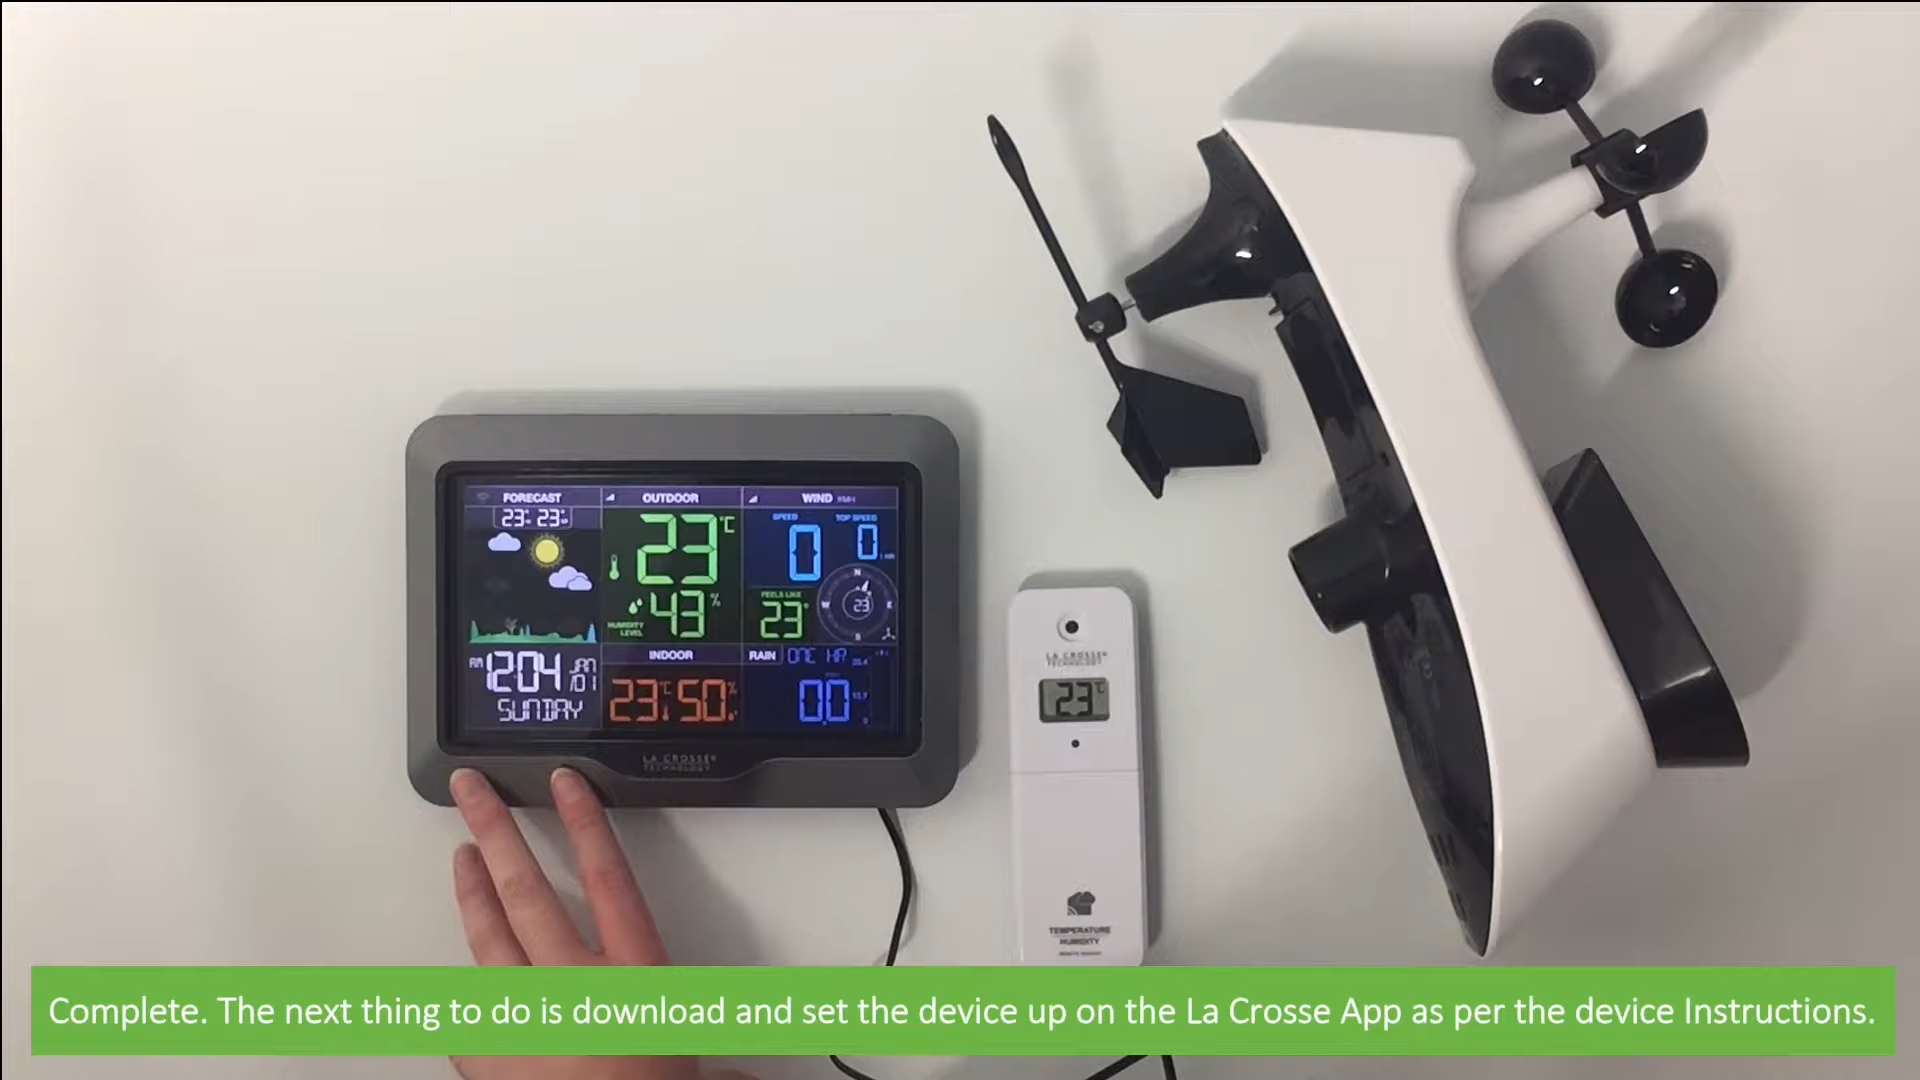 FORECAST
OUTDOOR
WIND KMH
23° 23°
23°C
SPEED
TOP SPEED
0
0
43%
HUMIDITY
LEVEL
FEELS LIKE
23°
N
W
E
S
23
AM 12:04 JAN
/01
SUNDAY
INDOOR
23°C 50%
RAIN ONE HR
0.0
LA CROSSE
TECHNOLOGY
LA CROSSE
TECHNOLOGY
23°C
TEMPERATURE
HUMIDITY
Complete. The next thing to do is download and set the device up on the La Crosse App as per the device Instructions.